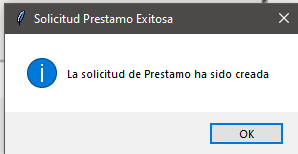 Solicitud Prestamo Exitosa
La solicitud de Prestamo ha sido creada
OK